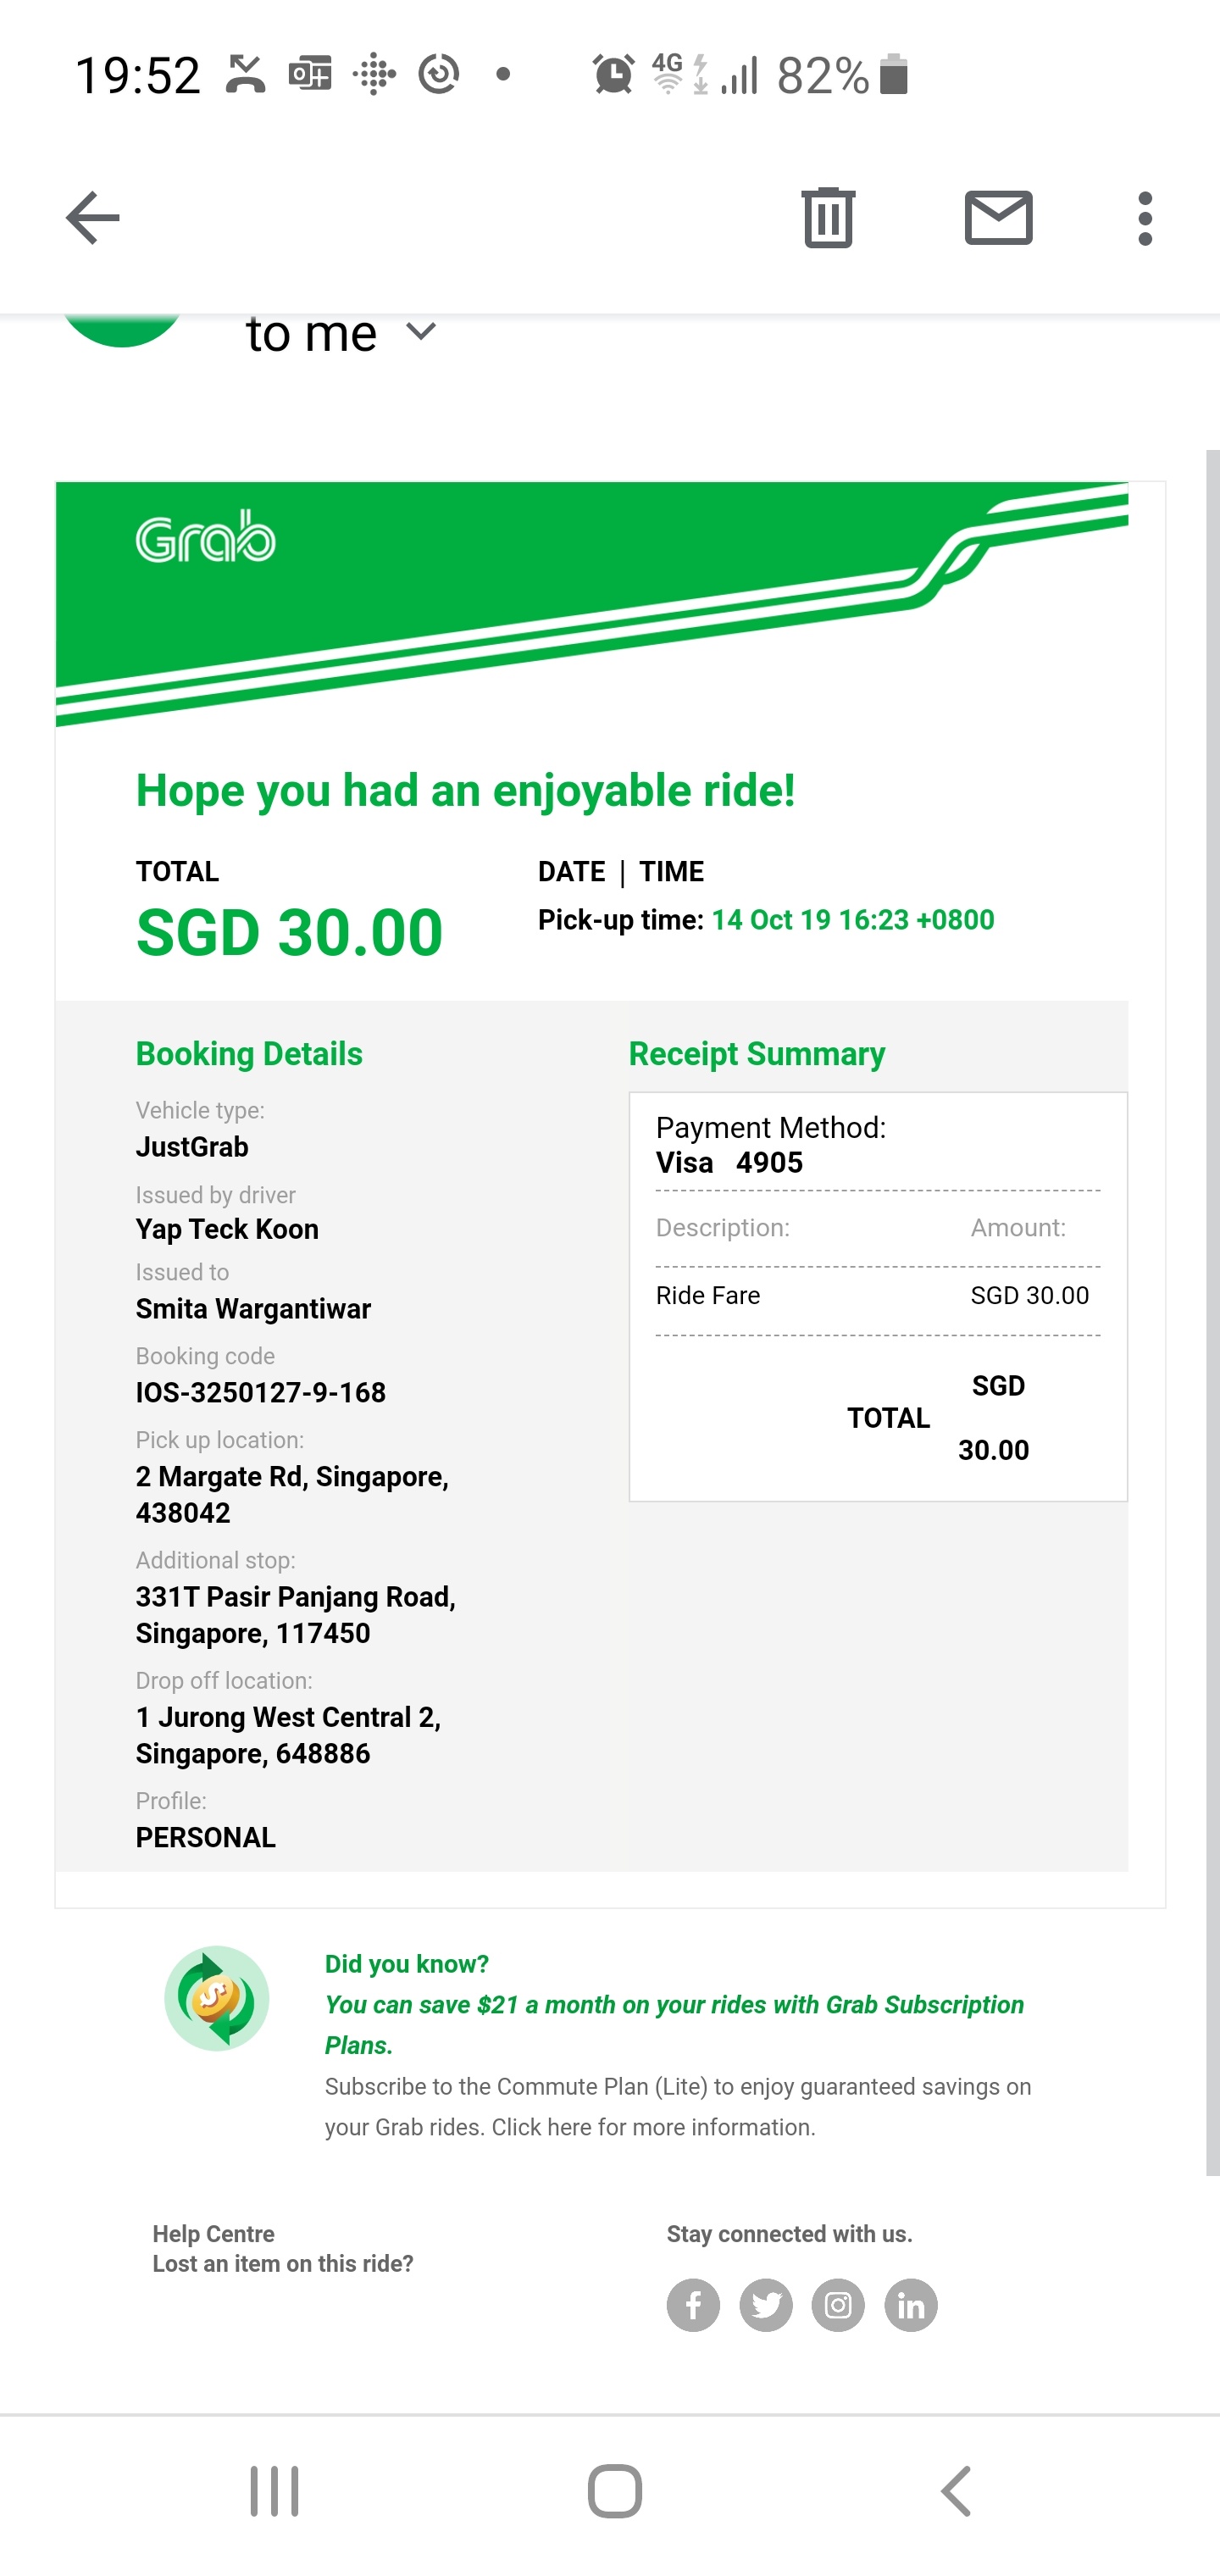 19:52
4G
82%
to me
Grab
Hope you had an enjoyable ride!
TOTAL
SGD 30.00
DATE | TIME
Pick-up time: 14 Oct 19 16:23 +0800
Booking Details
Vehicle type:
JustGrab
Issued by driver
Yap Teck Koon
Issued to
Smita Wargantiwar
Booking code
IOS-3250127-9-168
Pick up location:
2 Margate Rd, Singapore,
438042
Additional stop:
331T Pasir Panjang Road,
Singapore, 117450
Drop off location:
1 Jurong West Central 2,
Singapore, 648886
Profile:
PERSONAL
Receipt Summary
Payment Method:
Visa 4905
Description: Amount:
Ride Fare SGD 30.00
TOTAL SGD
30.00
Did you know?
You can save $21 a month on your rides with Grab Subscription
Plans.
Subscribe to the Commute Plan (Lite) to enjoy guaranteed savings on
your Grab rides. Click here for more information.
Help Centre
Lost an item on this ride?
Stay connected with us.